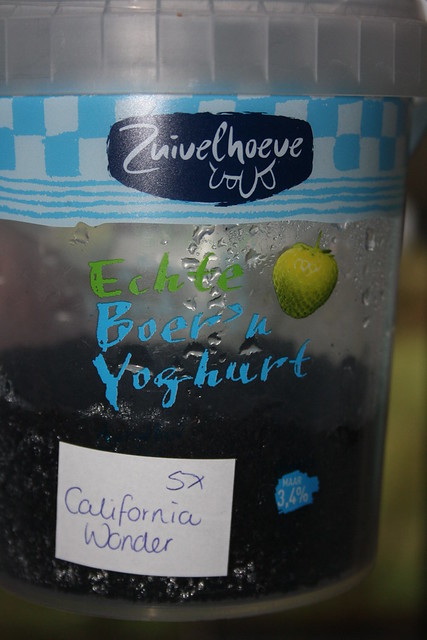 Zuivelhoeve
Echte
Boer'n
Yoghurt
MAAR
3,4%
5x
California
Wonder